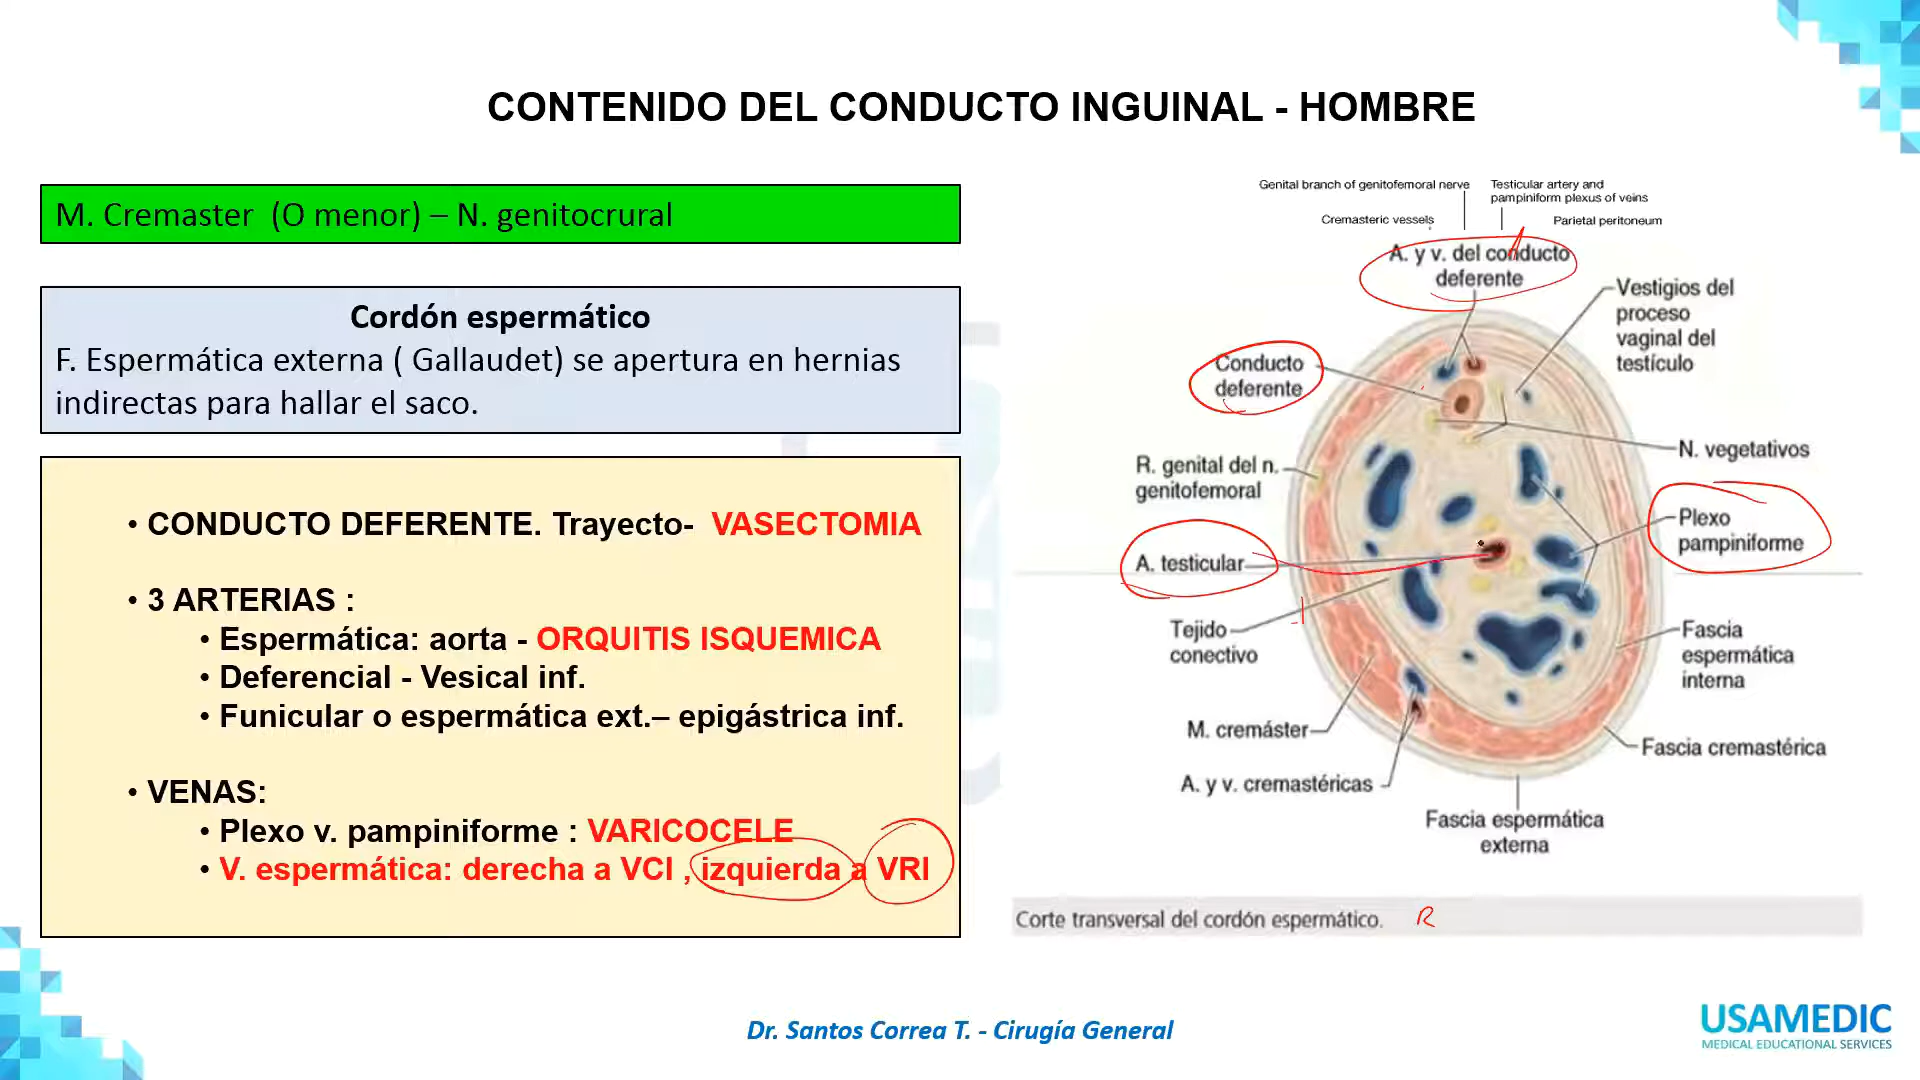 CONTENIDO DEL CONDUCTO INGUINAL - HOMBRE
M. Cremaster (O menor) – N. genitocrural
Cordón espermático
F. Espermática externa ( Gallaudet) se apertura en hernias
indirectas para hallar el saco.
• CONDUCTO DEFERENTE. Trayecto- VASECTOMIA
• 3 ARTERIAS :
• Espermática: aorta - ORQUITIS ISQUEMICA
• Deferencial - Vesical inf.
• Funicular o espermática ext.– epigástrica inf.
• VENAS:
• Plexo v. pampiniforme : VARICOCELE
• V. espermática: derecha a VCI , izquierda a VRI
Genital branch of genitofemoral nerve
Testicular artery and
pampiniform plexus of veins
Cremasteric vessels
Parietal peritoneum
A. y v. del conducto
deferente
Vestigios del
proceso
vaginal del
testículo
Conducto
deferente
N. vegetativos
R. genital del n.
genitofemoral
Plexo
pampiniforme
A. testicular
Tejido
conectivo
Fascia
espermática
interna
M. cremáster
Fascia cremastérica
A. y v. cremastéricas
Fascia espermática
externa
Corte transversal del cordón espermático. R
Dr. Santos Correa T. - Cirugía General
USAMEDIC
MEDICAL EDUCATIONAL SERVICES